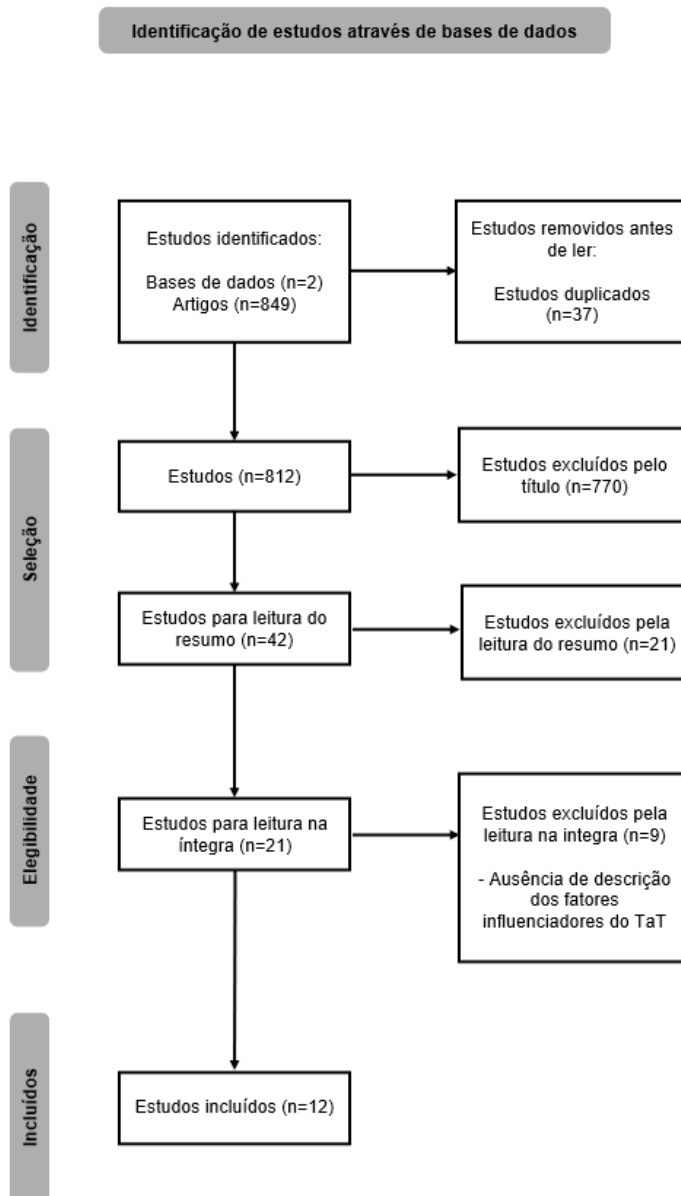 Identificação de estudos através de bases de dados
Identificação
Estudos identificados:
Bases de dados (n=2)
Artigos (n=849)
Estudos removidos antes
de ler:
Estudos duplicados
(n=37)
Seleção
Estudos (n=812)
Estudos excluídos pelo
título (n=770)
Estudos para leitura do
resumo (n=42)
Estudos excluídos pela
leitura do resumo (n=21)
Elegibilidade
Estudos para leitura na
íntegra (n=21)
Estudos excluídos pela
leitura na integra (n=9)
- Ausência de descrição
dos fatores
influenciadores do TaT
Incluídos
Estudos incluídos (n=12)